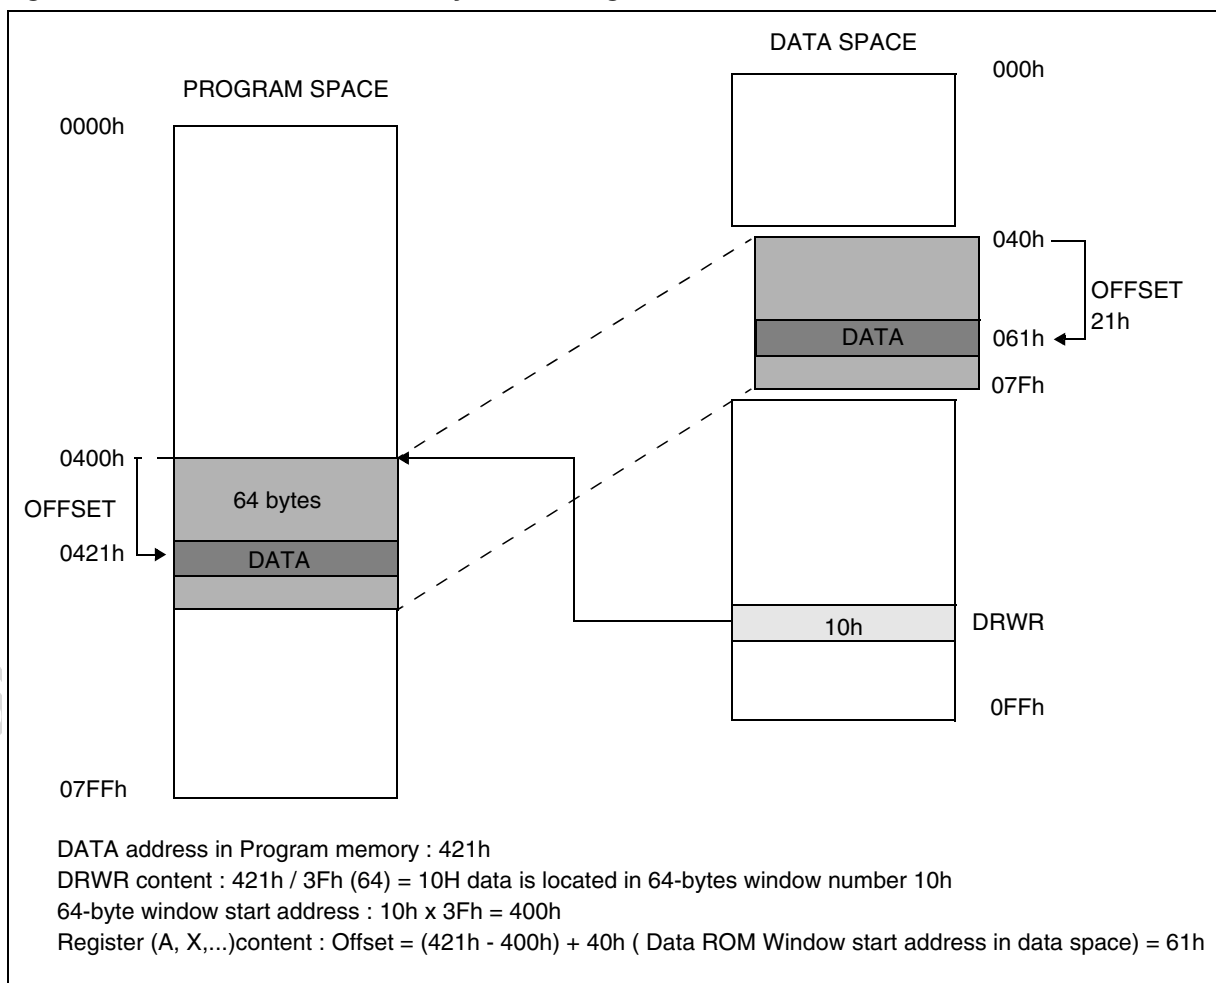 PROGRAM SPACE
0000h
0400h
OFFSET
64 bytes
0421h
DATA
07FFh
DATA SPACE
000h
040h
OFFSET
21h
DATA
061h
07Fh
10h
DRWR
0FFh
DATA address in Program memory : 421h
DRWR content : 421h / 3Fh (64) = 10H data is located in 64-bytes window number 10h
64-byte window start address : 10h x 3Fh = 400h
Register (A, X,...)content : Offset = (421h - 400h) + 40h ( Data ROM Window start address in data space) = 61h